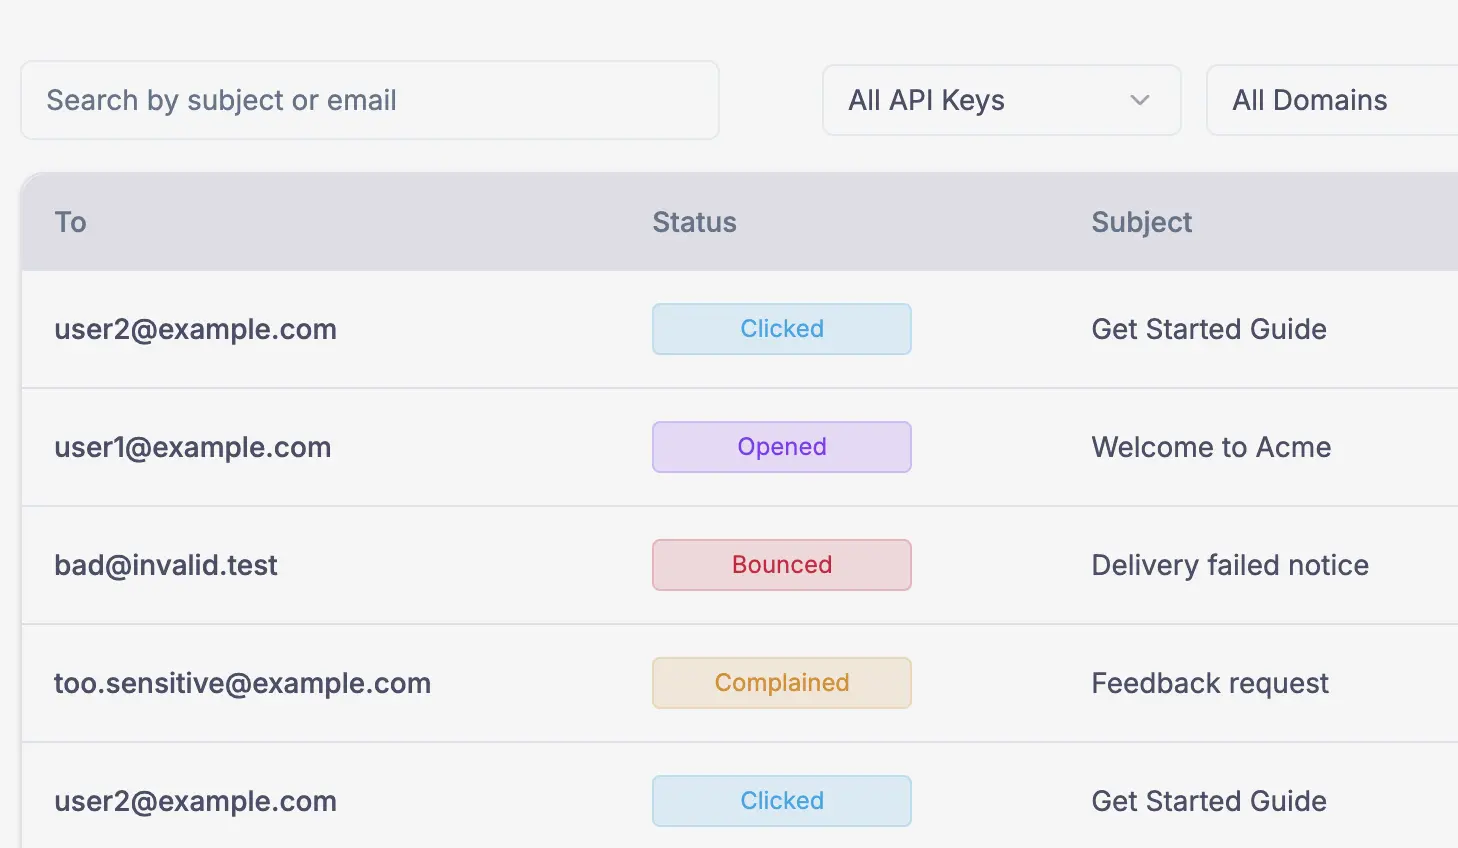 Search by subject or email All API Keys All Domains
To Status Subject
user2@example.com Clicked Get Started Guide
user1@example.com Opened Welcome to Acme
bad@invalid.test Bounced Delivery failed notice
too.sensitive@example.com Complained Feedback request
user2@example.com Clicked Get Started Guide